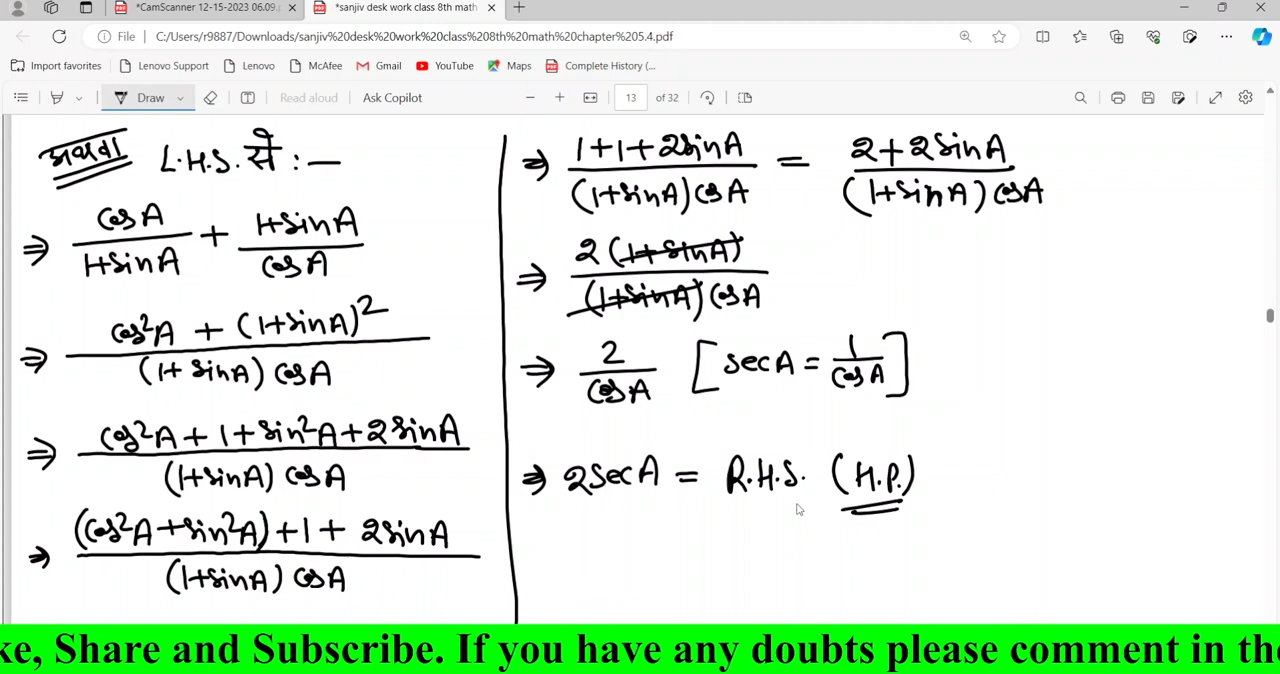 *CamScanner 12-15-2023 06.09.
*sanjiv desk work class 8th math
File C:/Users/r9887/Downloads/sanjiv%20desk%20work%20class%208th%20math%20chapter%205.4.pdf
Import favorites Lenovo Support Lenovo McAfee Gmail YouTube Maps Complete History (...
Draw Read aloud Ask Copilot 13 of 32
अथवा L.H.S. से :—
⇒ cosA/(1+sinA) + (1+sinA)/cosA
⇒ (cos²A + (1+sinA)²)/((1+sinA) cosA)
⇒ (cos²A + 1 + sin²A + 2sinA)/((1+sinA) cosA)
⇒ ((cos²A + sin²A) + 1 + 2sinA)/((1+sinA) cosA)
⇒ (1+1+2sinA)/((1+sinA) cosA) = (2+2sinA)/((1+sinA) cosA)
⇒ 2(1+sinA)/((1+sinA) cosA)
⇒ 2/cosA [secA = 1/cosA]
⇒ 2secA = R.H.S. (H.P.)
ke, Share and Subscribe. If you have any doubts please comment in the